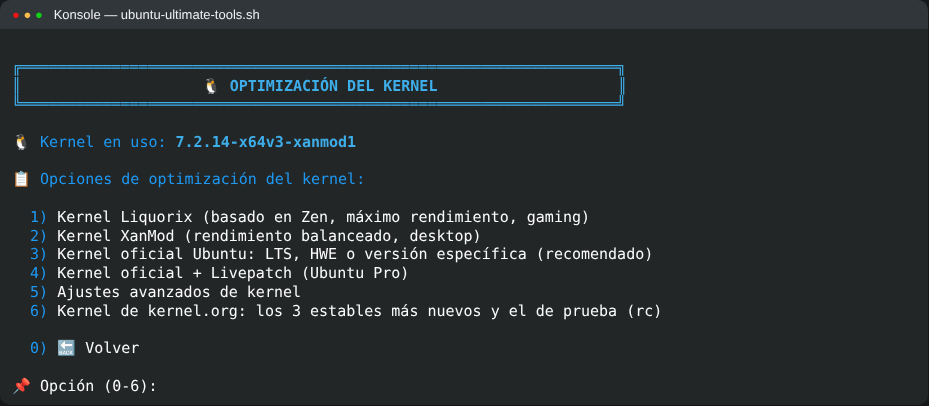 Konsole — ubuntu-ultimate-tools.sh
🐧 OPTIMIZACIÓN DEL KERNEL
🐧 Kernel en uso: 7.2.14-x64v3-xanmod1
📋 Opciones de optimización del kernel:
1) Kernel Liquorix (basado en Zen, máximo rendimiento, gaming)
2) Kernel XanMod (rendimiento balanceado, desktop)
3) Kernel oficial Ubuntu: LTS, HWE o versión específica (recomendado)
4) Kernel oficial + Livepatch (Ubuntu Pro)
5) Ajustes avanzados de kernel
6) Kernel de kernel.org: los 3 estables más nuevos y el de prueba (rc)
0) 🔙 Volver
📌 Opción (0-6):